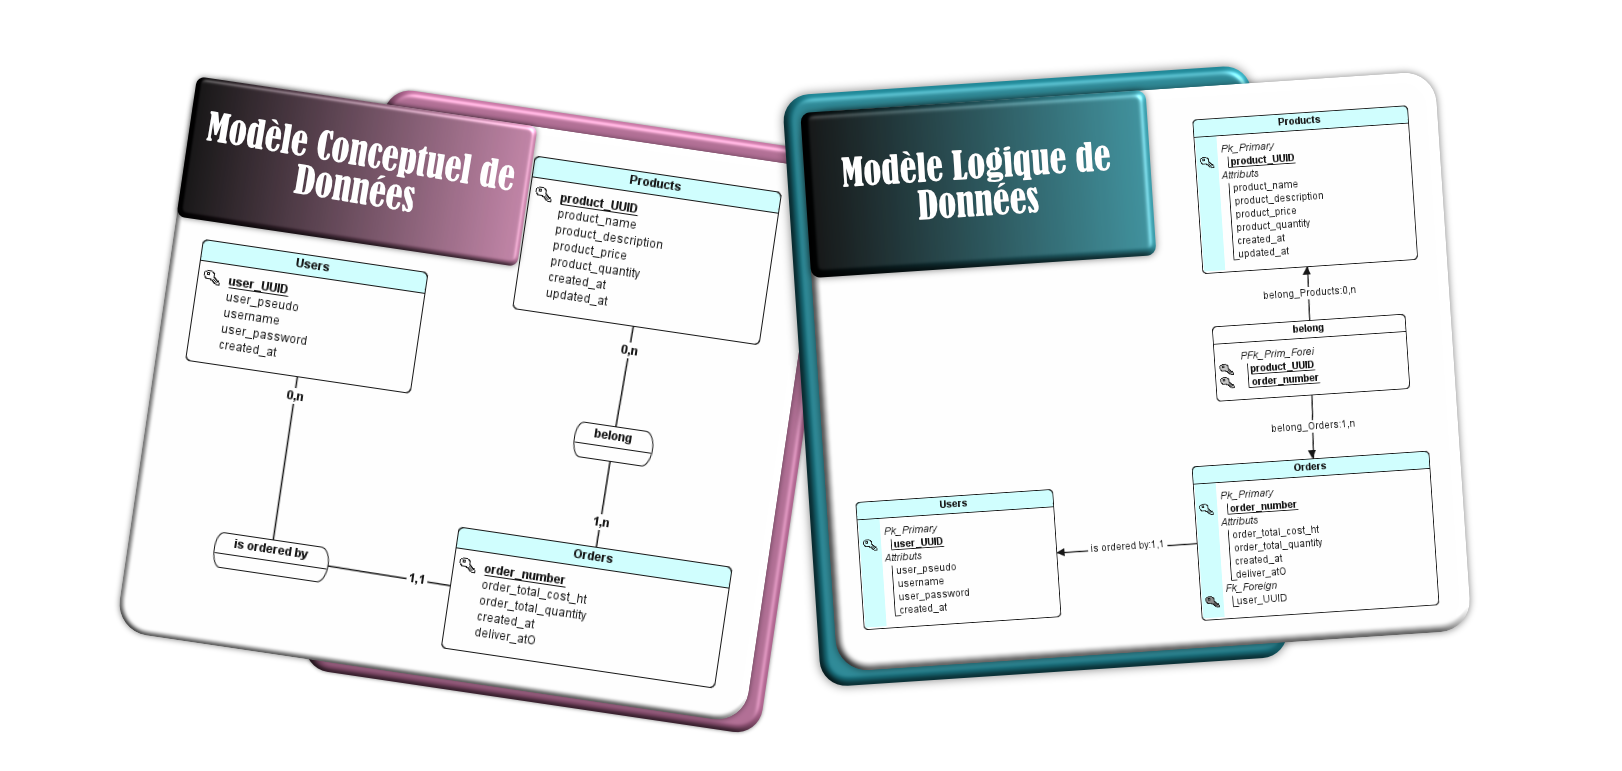 Modèle Conceptuel de
Données
Products
product_UUID
product_name
product_description
product_price
product_quantity
created_at
updated_at
Users
user_UUID
user_pseudo
username
user_password
created_at
0,n
0,n
belong
is ordered by
1,1
1,n
Orders
order_number
order_total_cost_ht
order_total_quantity
created_at
deliver_atO
Modèle Logique de
Données
Products
Pk_Primary
product_UUID
Attributs
product_name
product_description
product_price
product_quantity
created_at
updated_at
belong_Products:0,n
belong
PFk_Prim_Forei
product_UUID
order_number
belong_Orders:1,n
Orders
Pk_Primary
order_number
Attributs
order_total_cost_ht
order_total_quantity
created_at
deliver_atO
Fk_Foreign
user_UUID
is ordered by:1,1
Users
Pk_Primary
user_UUID
Attributs
user_pseudo
username
user_password
created_at